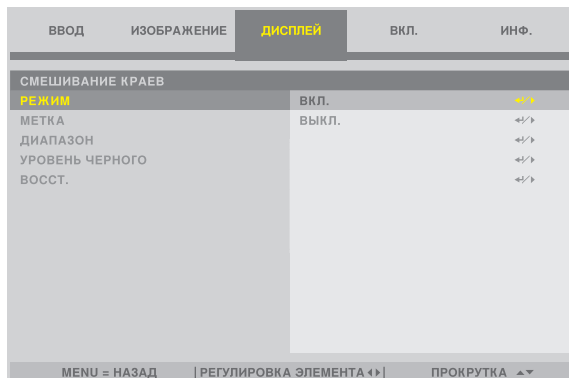 ВВОД ИЗОБРАЖЕНИЕ ДИСПЛЕЙ ВКЛ. ИНФ.
СМЕШИВАНИЕ КРАЕВ
РЕЖИМ ВКЛ.
МЕТКА ВЫКЛ.
ДИАПАЗОН
УРОВЕНЬ ЧЕРНОГО
ВОССТ.
MENU = НАЗАД |РЕГУЛИРОВКА ЭЛЕМЕНТА| ПРОКРУТКА